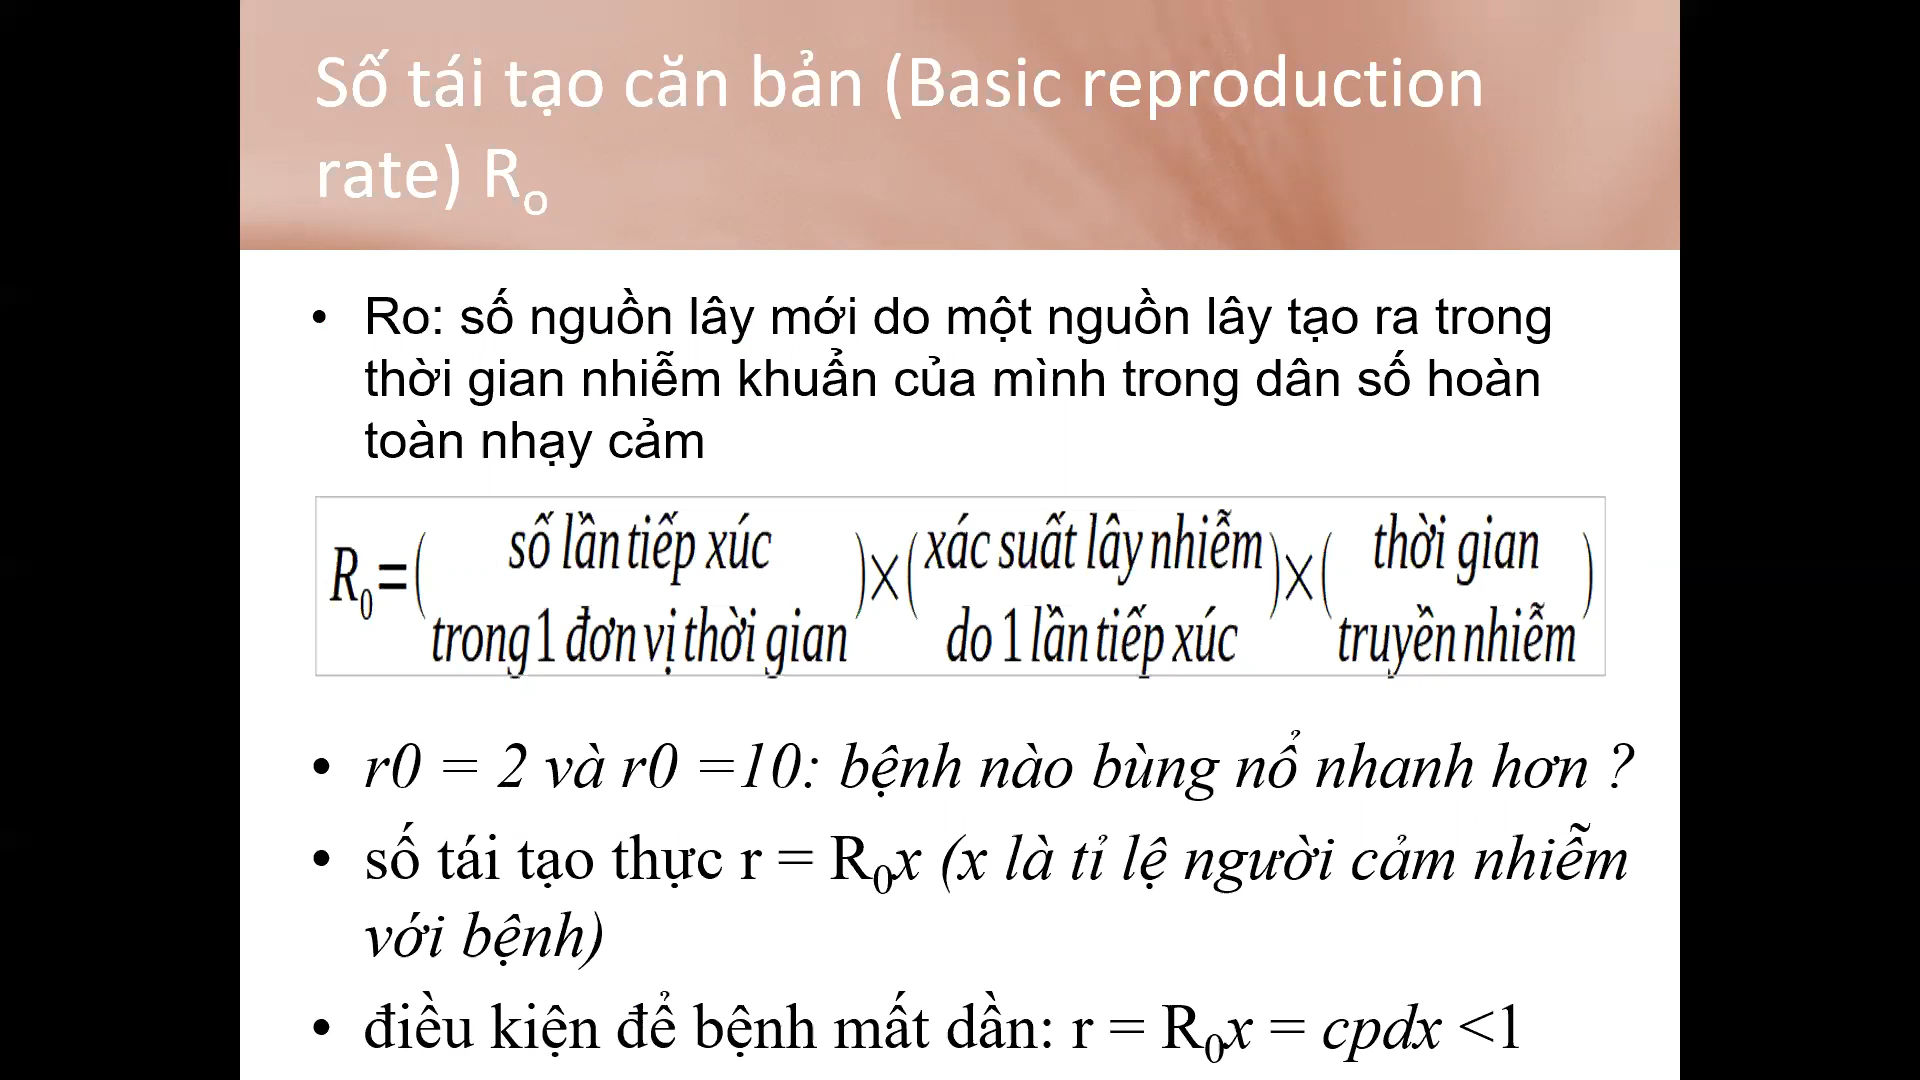 Số tái tạo căn bản (Basic reproduction
rate) Ro
• Ro: số nguồn lây mới do một nguồn lây tạo ra trong
thời gian nhiễm khuẩn của mình trong dân số hoàn
toàn nhạy cảm
R0=(số lần tiếp xúc trong 1 đơn vị thời gian)×(xác suất lây nhiễm do 1 lần tiếp xúc)×(thời gian truyền nhiễm)
• r0 = 2 và r0 =10: bệnh nào bùng nổ nhanh hơn ?
• số tái tạo thực r = R0x (x là tỉ lệ người cảm nhiễm
với bệnh)
• điều kiện để bệnh mất dần: r = R0x = cpdx <1